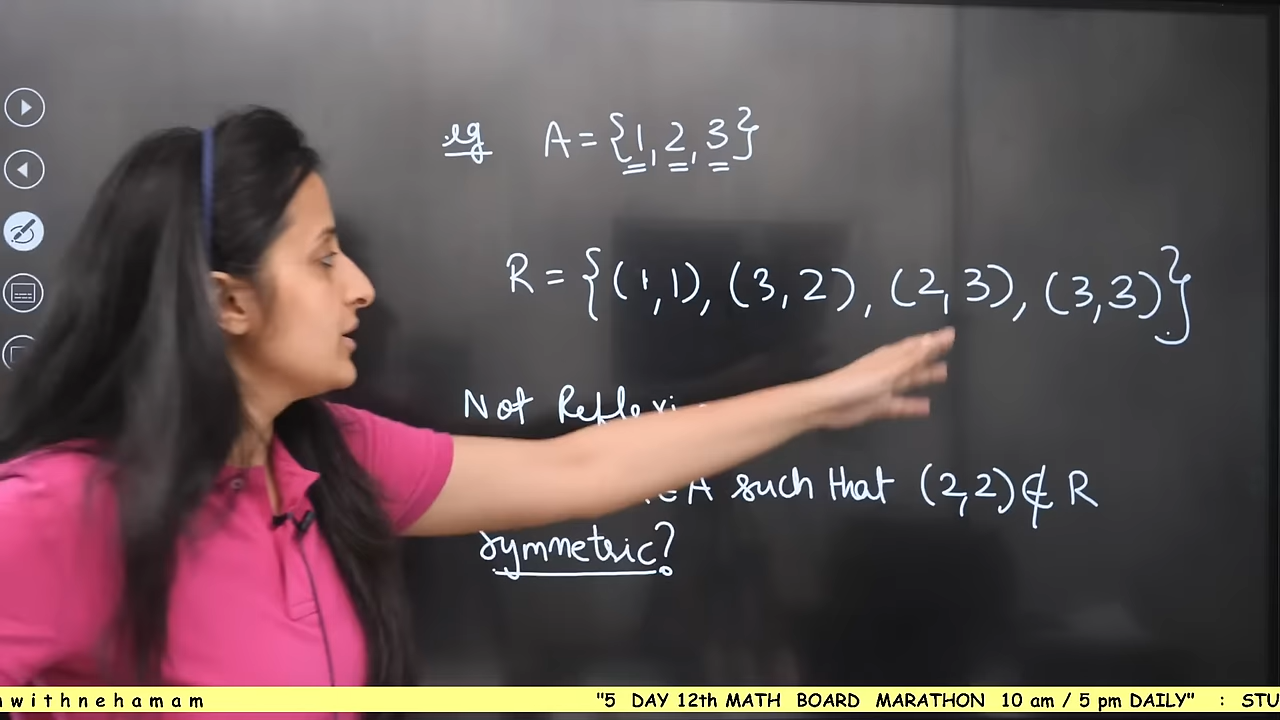 eg A = {1, 2, 3}
R = {(1,1), (3,2), (2,3), (3,3)}
Not
A such that (2,2) ∉ R
Symmetric?
withnehamam "5 DAY 12th MATH BOARD MARATHON 10 am / 5 pm DAILY" : STU